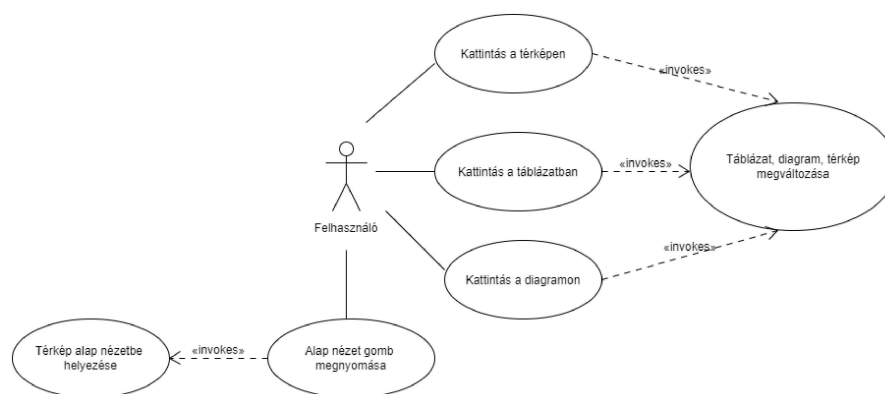 Kattintás a térképen
«invokes»
Táblázat, diagram, térkép
megváltozása
Kattintás a táblázatban
«invokes»
Felhasználó
«invokes»
Kattintás a diagramon
Térkép alap nézetbe
helyezése
«invokes»
Alap nézet gomb
megnyomása